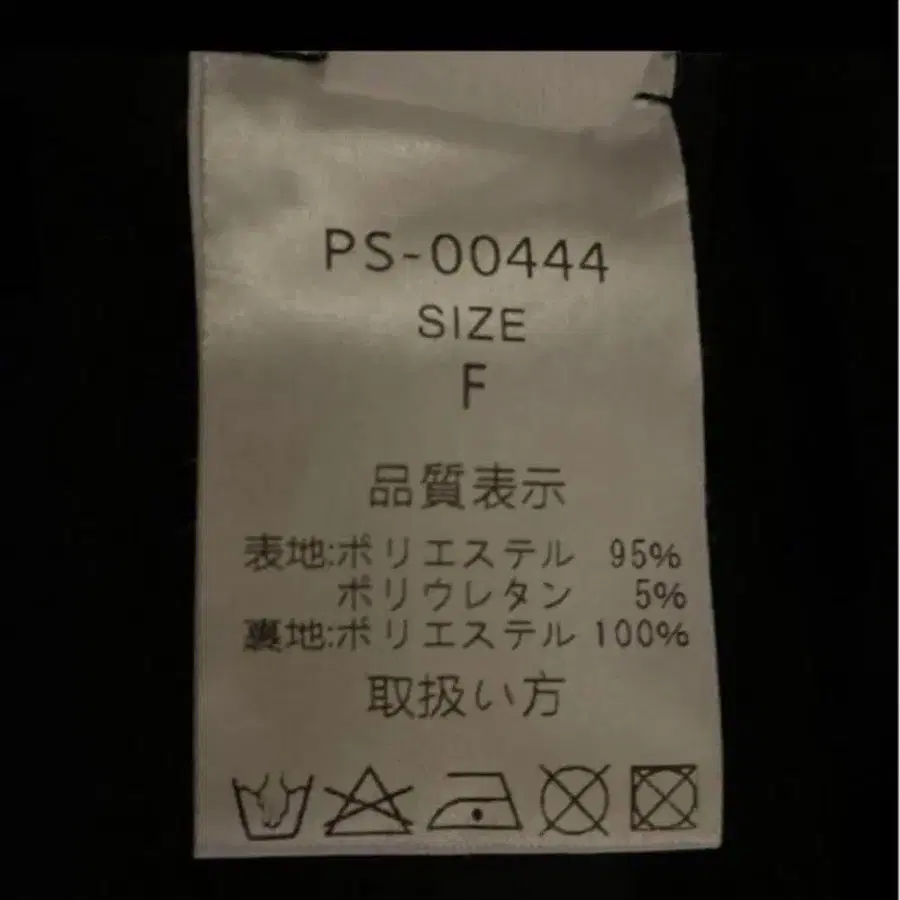 PS-00444
SIZE
F
品質表示
表地:ポリエステル 95%
ポリウレタン 5%
裏地:ポリエステル 100%
取扱い方